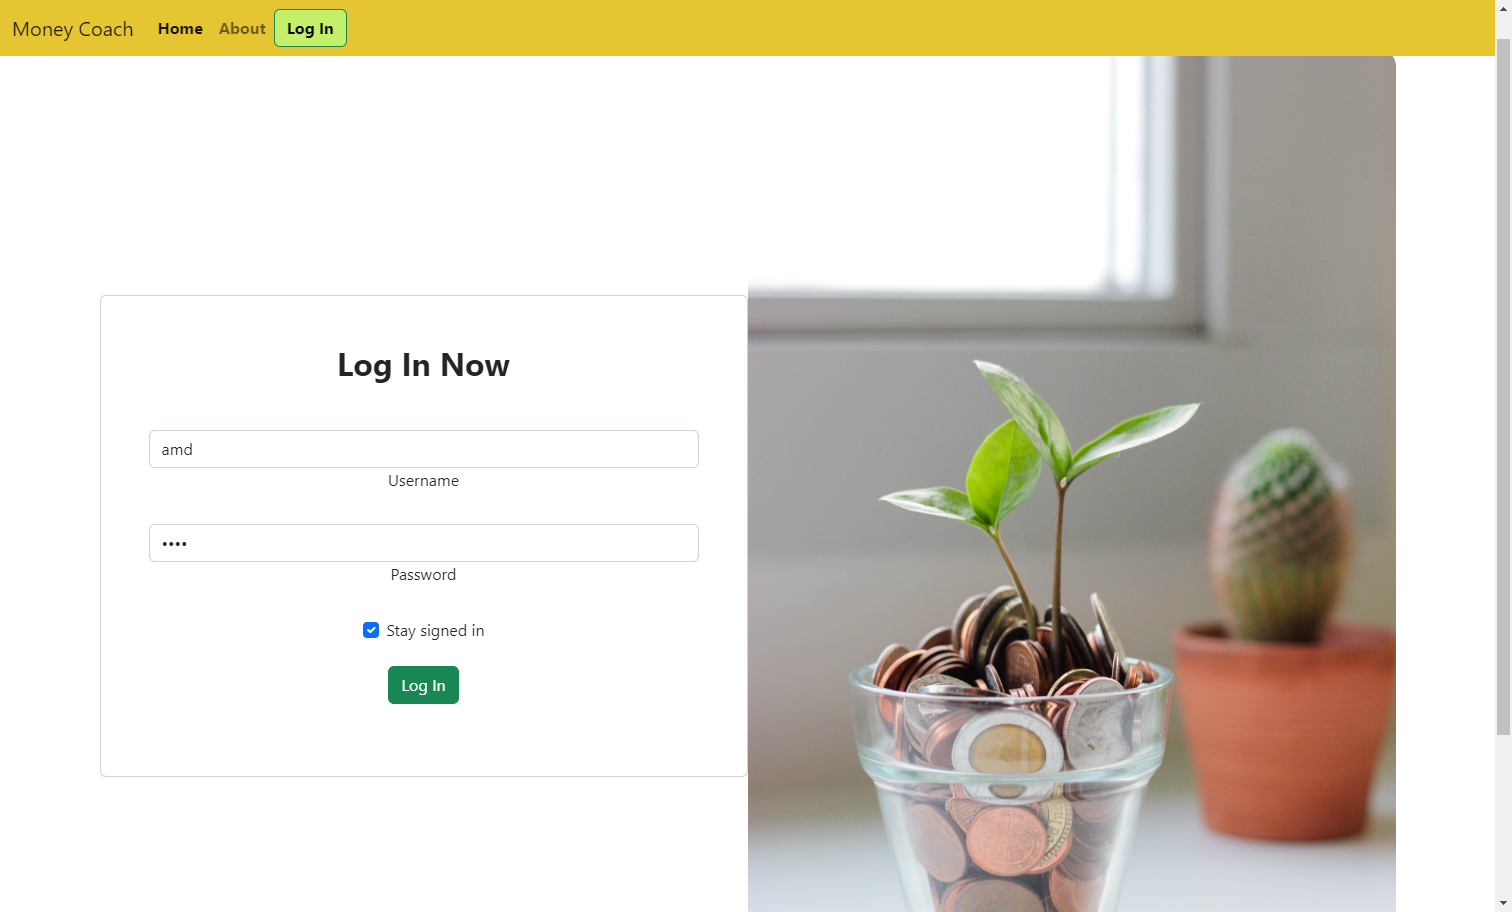 Money Coach Home About Log In
Log In Now
amd
Username
••••
Password
Stay signed in
Log In